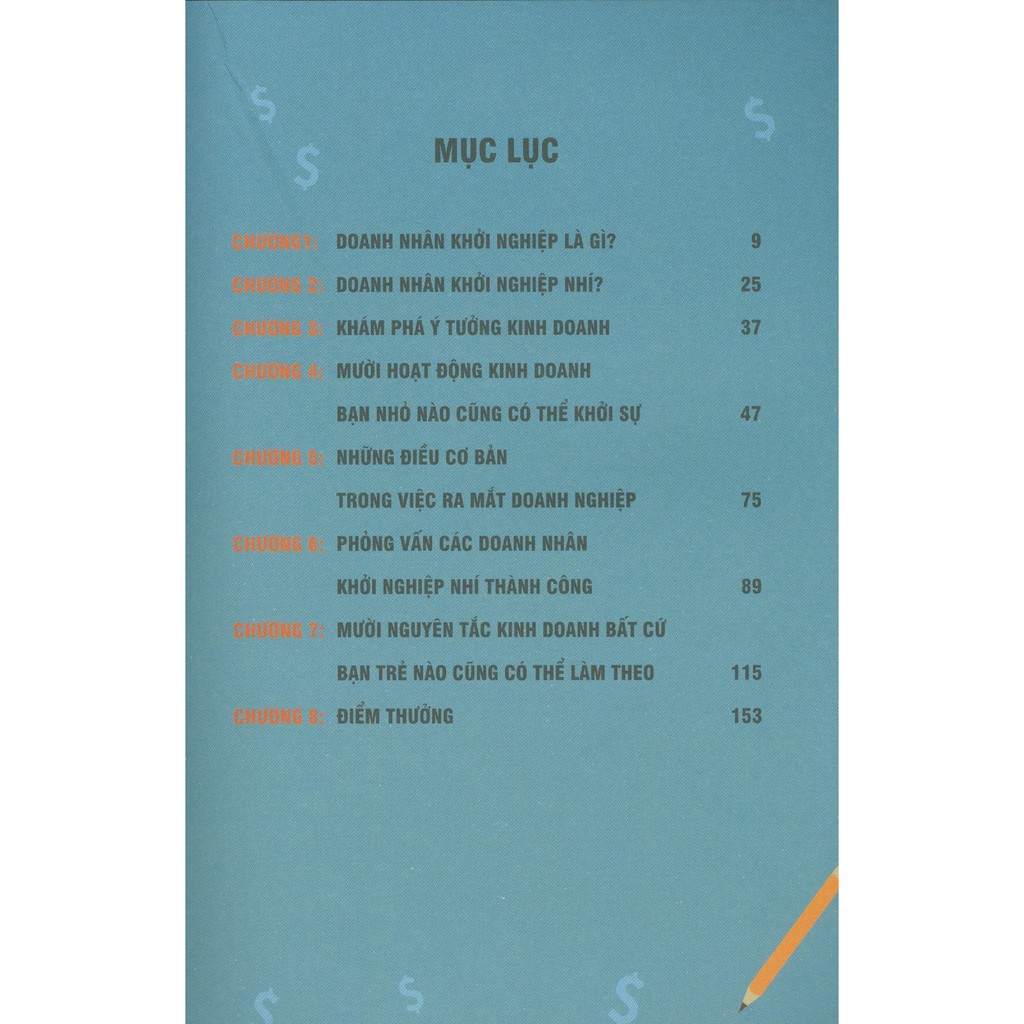 MỤC LỤC
CHƯƠNG1: DOANH NHÂN KHỞI NGHIỆP LÀ GÌ? 9
CHƯƠNG 2: DOANH NHÂN KHỞI NGHIỆP NHÍ? 25
CHƯƠNG 3: KHÁM PHÁ Ý TƯỞNG KINH DOANH 37
CHƯƠNG 4: MƯỜI HOẠT ĐỘNG KINH DOANH
BẠN NHỎ NÀO CŨNG CÓ THỂ KHỞI SỰ 47
CHƯƠNG 5: NHỮNG ĐIỀU CƠ BẢN
TRONG VIỆC RA MẮT DOANH NGHIỆP 75
CHƯƠNG 6: PHỎNG VẤN CÁC DOANH NHÂN
KHỞI NGHIỆP NHÍ THÀNH CÔNG 89
CHƯƠNG 7: MƯỜI NGUYÊN TẮC KINH DOANH BẤT CỨ
BẠN TRẺ NÀO CŨNG CÓ THỂ LÀM THEO 115
CHƯƠNG 8: ĐIỂM THƯỞNG 153